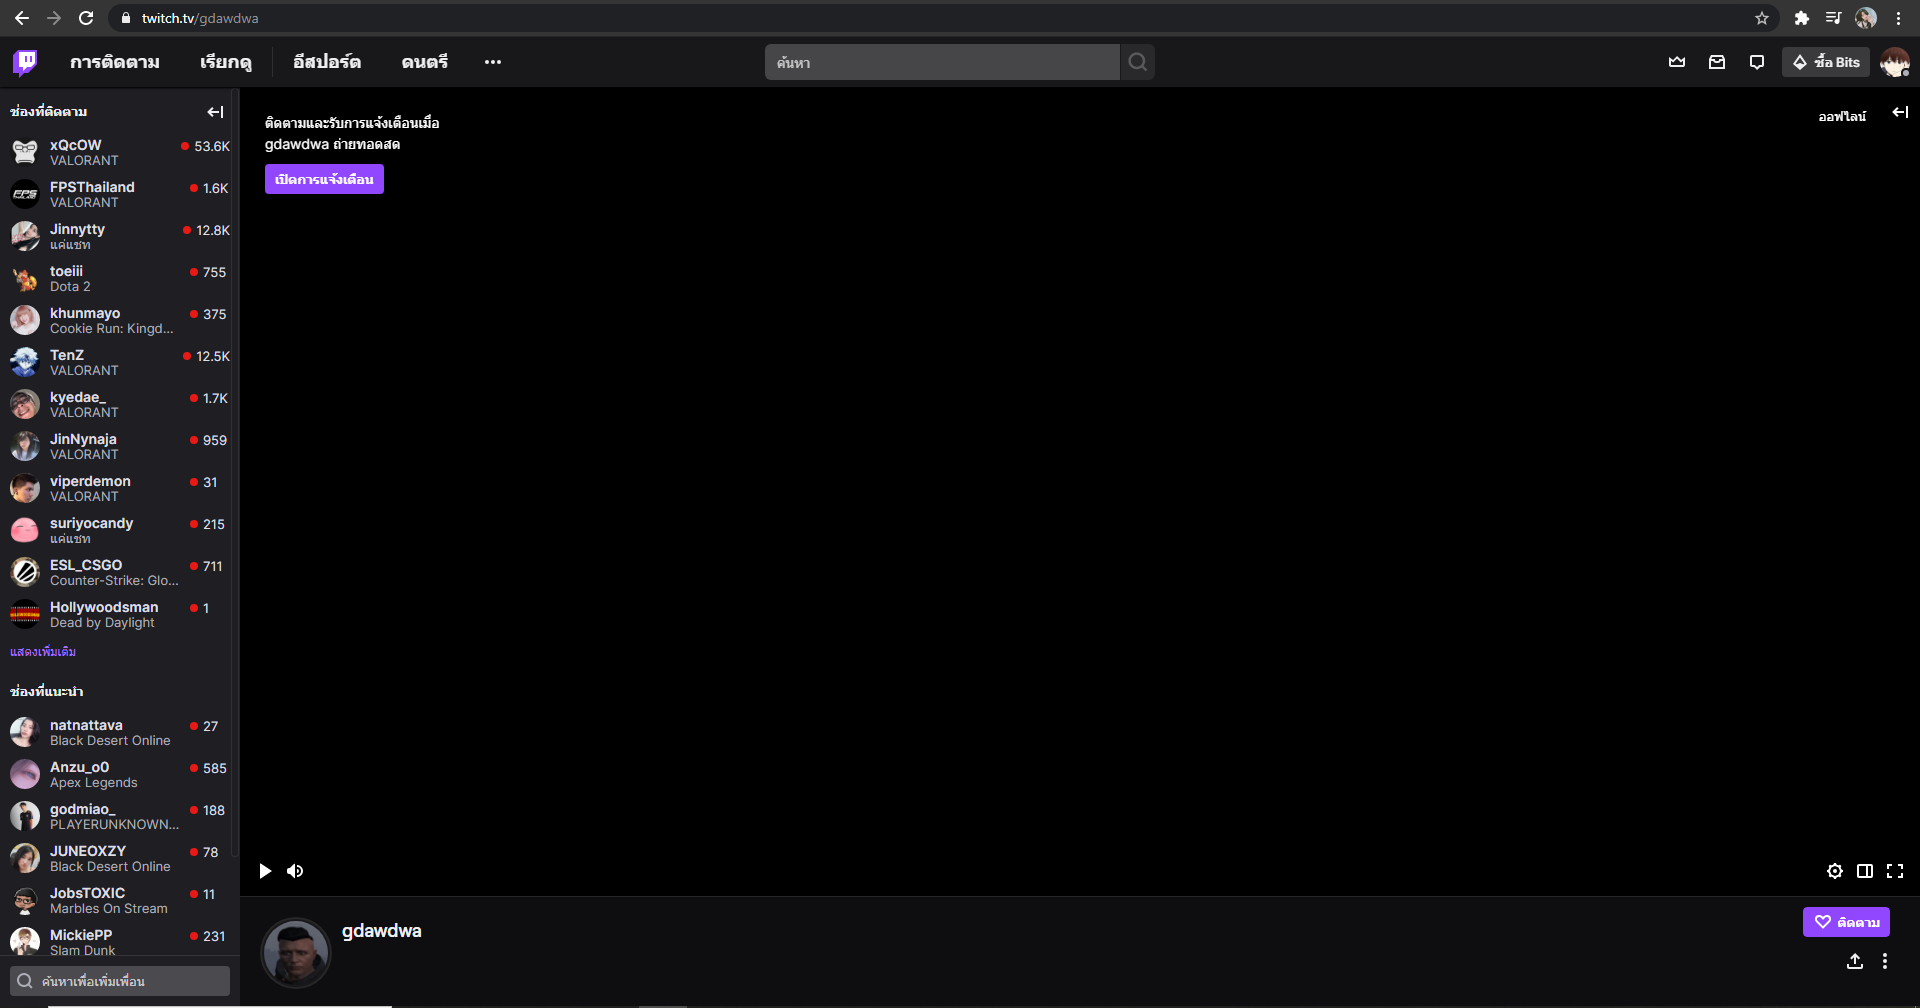 twitch.tv/gdawdwa
การติดตาม
เรียกดู
อีสปอร์ต
ดนตรี
ค้นหา
ซื้อ Bits
ช่องที่ติดตาม
xQcOW 53.6K
VALORANT
FPSThailand 1.6K
VALORANT
Jinnytty 12.8K
แค่แชท
toeiii 755
Dota 2
khunmayo 375
Cookie Run: Kingd...
TenZ 12.5K
VALORANT
kyedae_ 1.7K
VALORANT
JinNynaja 959
VALORANT
viperdemon 31
VALORANT
suriyocandy 215
แค่แชท
ESL_CSGO 711
Counter-Strike: Glo...
Hollywoodsman 1
Dead by Daylight
แสดงเพิ่มเติม
ช่องที่แนะนำ
natnattava 27
Black Desert Online
Anzu_o0 585
Apex Legends
godmiao_ 188
PLAYERUNKNOWN...
JUNEOXZY 78
Black Desert Online
JobsTOXIC 11
Marbles On Stream
MickiePP 231
Slam Dunk
ค้นหาเพื่อเพิ่มเพื่อน
ติดตามและรับการแจ้งเตือนเมื่อ
gdawdwa ถ่ายทอดสด
เปิดการแจ้งเตือน
ออฟไลน์
gdawdwa
ติดตาม